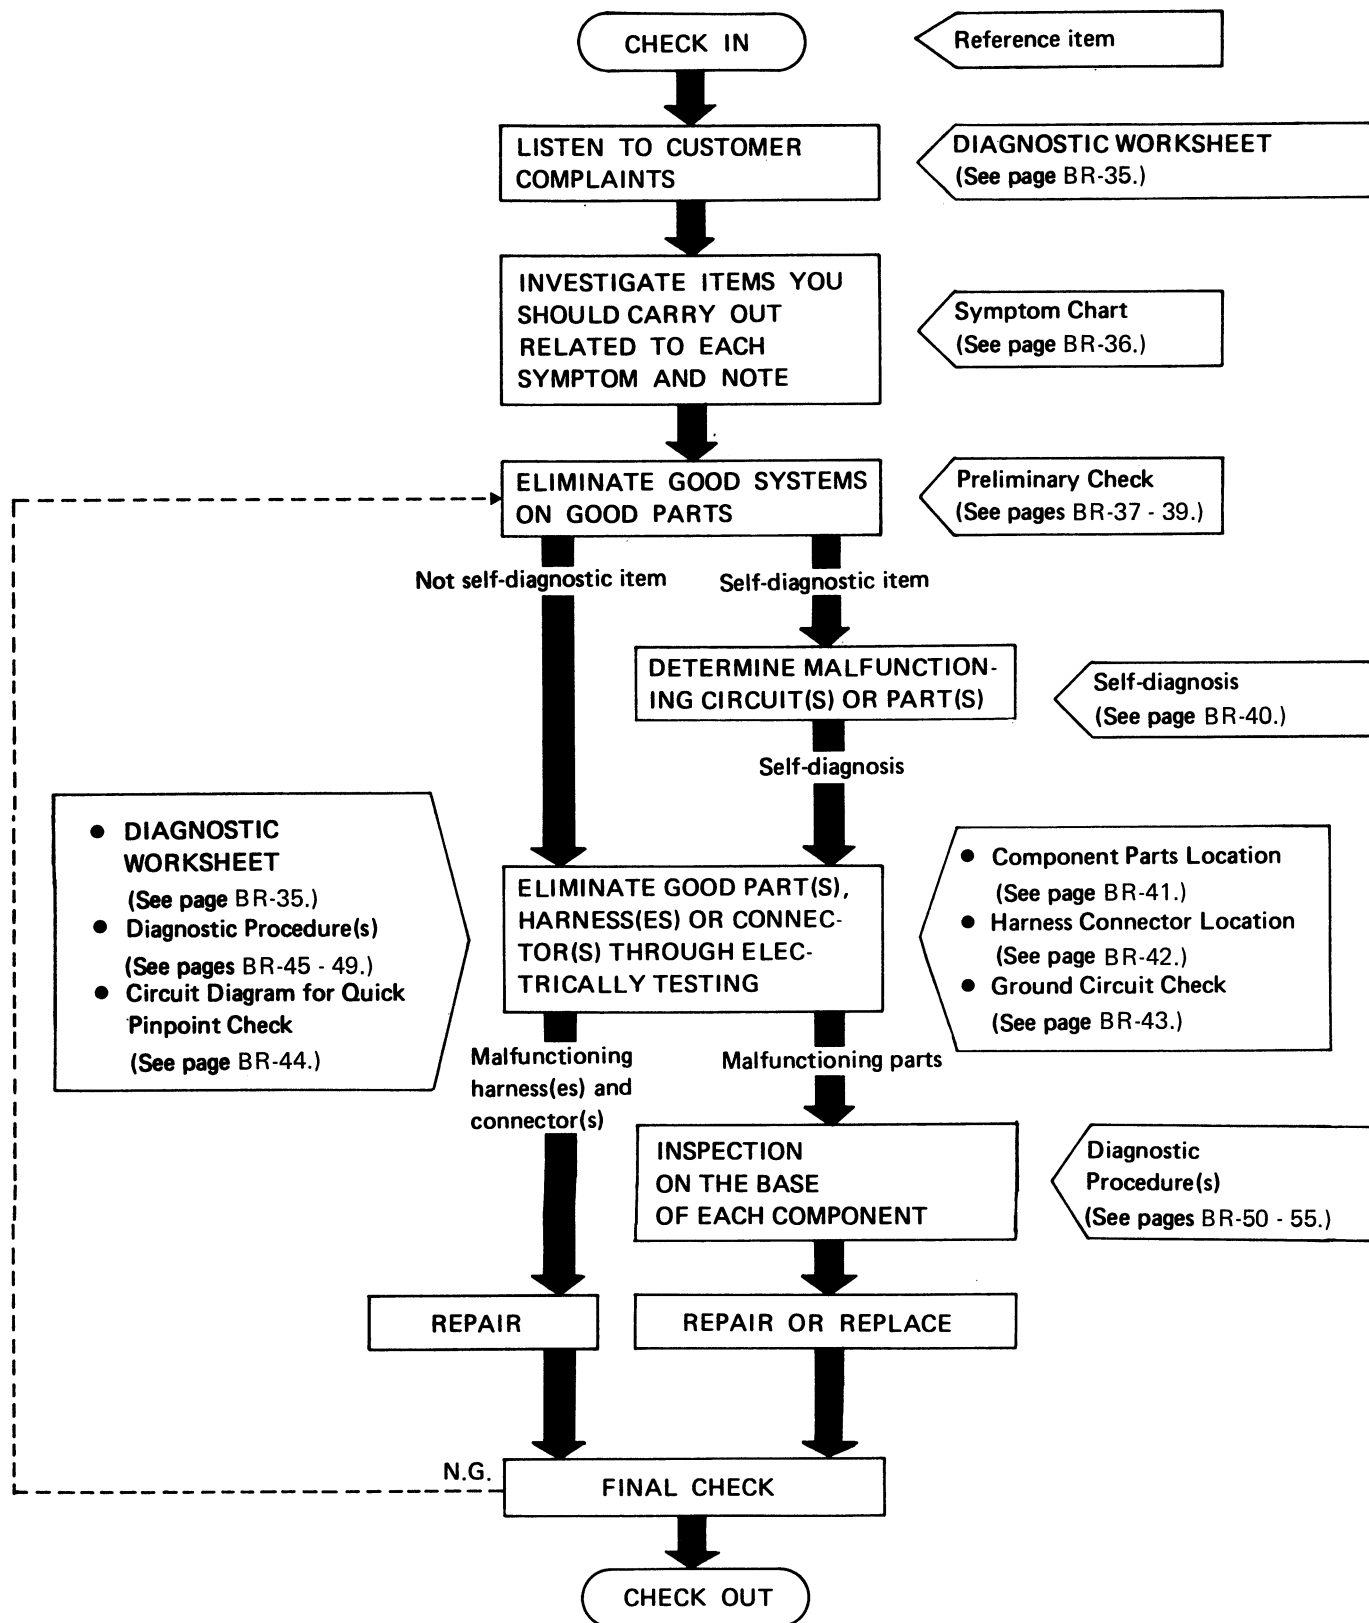 CHECK IN
Reference item
LISTEN TO CUSTOMER
COMPLAINTS
DIAGNOSTIC WORKSHEET
(See page BR-35.)
INVESTIGATE ITEMS YOU
SHOULD CARRY OUT
RELATED TO EACH
SYMPTOM AND NOTE
Symptom Chart
(See page BR-36.)
ELIMINATE GOOD SYSTEMS
ON GOOD PARTS
Preliminary Check
(See pages BR-37 - 39.)
Not self-diagnostic item
Self-diagnostic item
DETERMINE MALFUNCTION-
ING CIRCUIT(S) OR PART(S)
Self-diagnosis
(See page BR-40.)
Self-diagnosis
● DIAGNOSTIC
WORKSHEET
(See page BR-35.)
● Diagnostic Procedure(s)
(See pages BR-45 - 49.)
● Circuit Diagram for Quick
Pinpoint Check
(See page BR-44.)
ELIMINATE GOOD PART(S),
HARNESS(ES) OR CONNEC-
TOR(S) THROUGH ELEC-
TRICALLY TESTING
● Component Parts Location
(See page BR-41.)
● Harness Connector Location
(See page BR-42.)
● Ground Circuit Check
(See page BR-43.)
Malfunctioning
harness(es) and
connector(s)
Malfunctioning parts
INSPECTION
ON THE BASE
OF EACH COMPONENT
Diagnostic
Procedure(s)
(See pages BR-50 - 55.)
REPAIR
REPAIR OR REPLACE
N.G.
FINAL CHECK
CHECK OUT